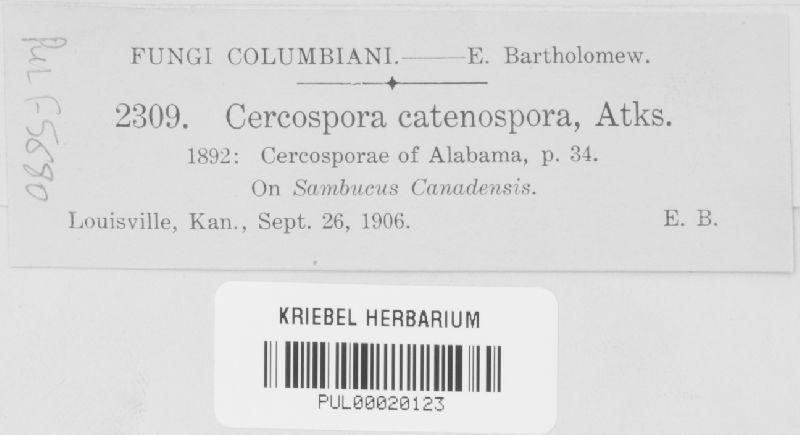 FUNGI COLUMBIANI.——E. Bartholomew.
2309. Cercospora catenospora, Atks.
1892: Cercosporae of Alabama, p. 34.
On Sambucus Canadensis.
Louisville, Kan., Sept. 26, 1906. E. B.
PUL F-5680
KRIEBEL HERBARIUM
PUL00020123